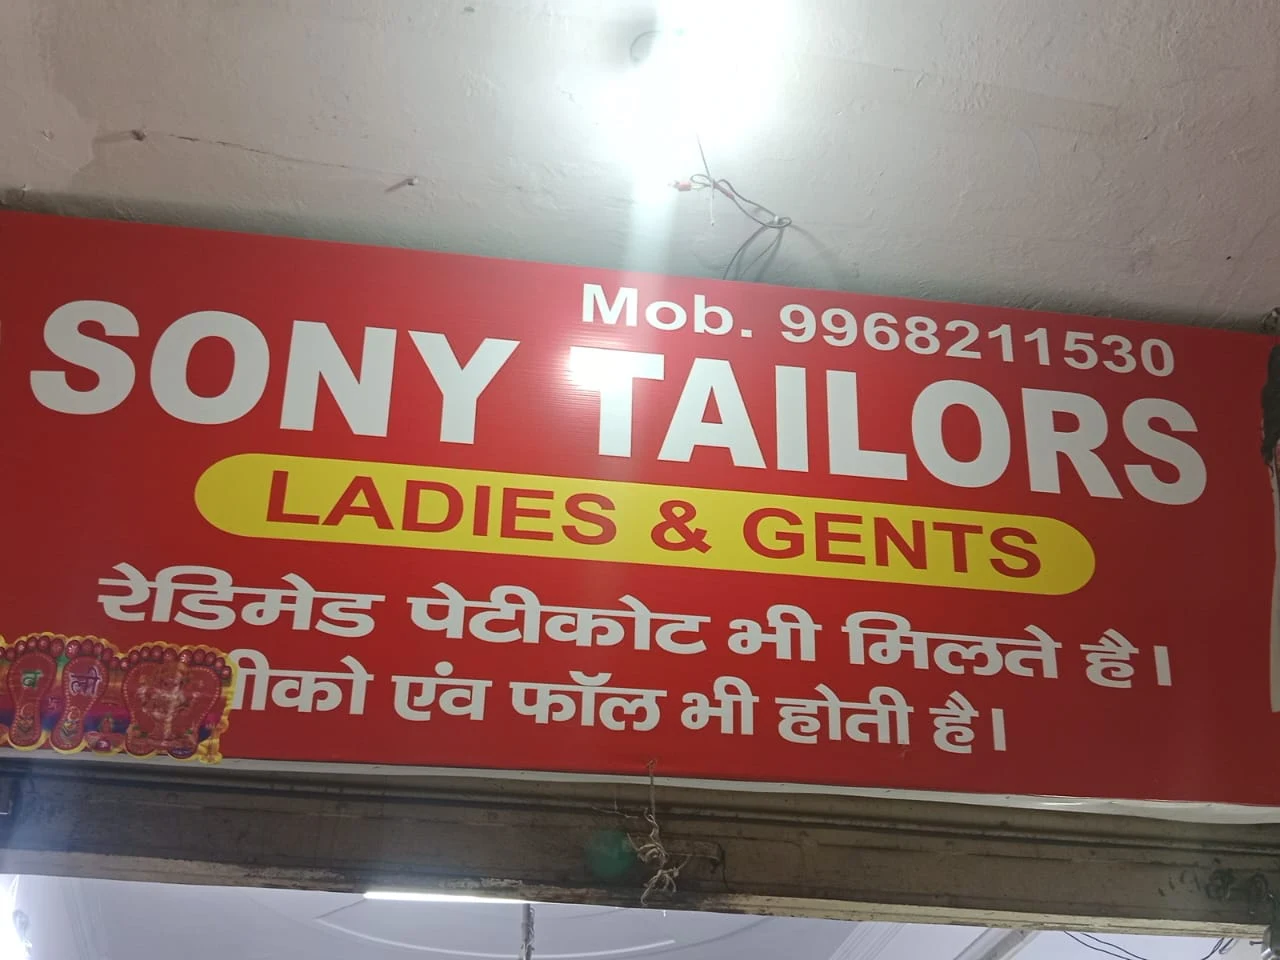 Mob. 9968211530
SONY TAILORS
LADIES & GENTS
रेडिमेड पेटीकोट भी मिलते है।
एंव फॉल भी होती है।